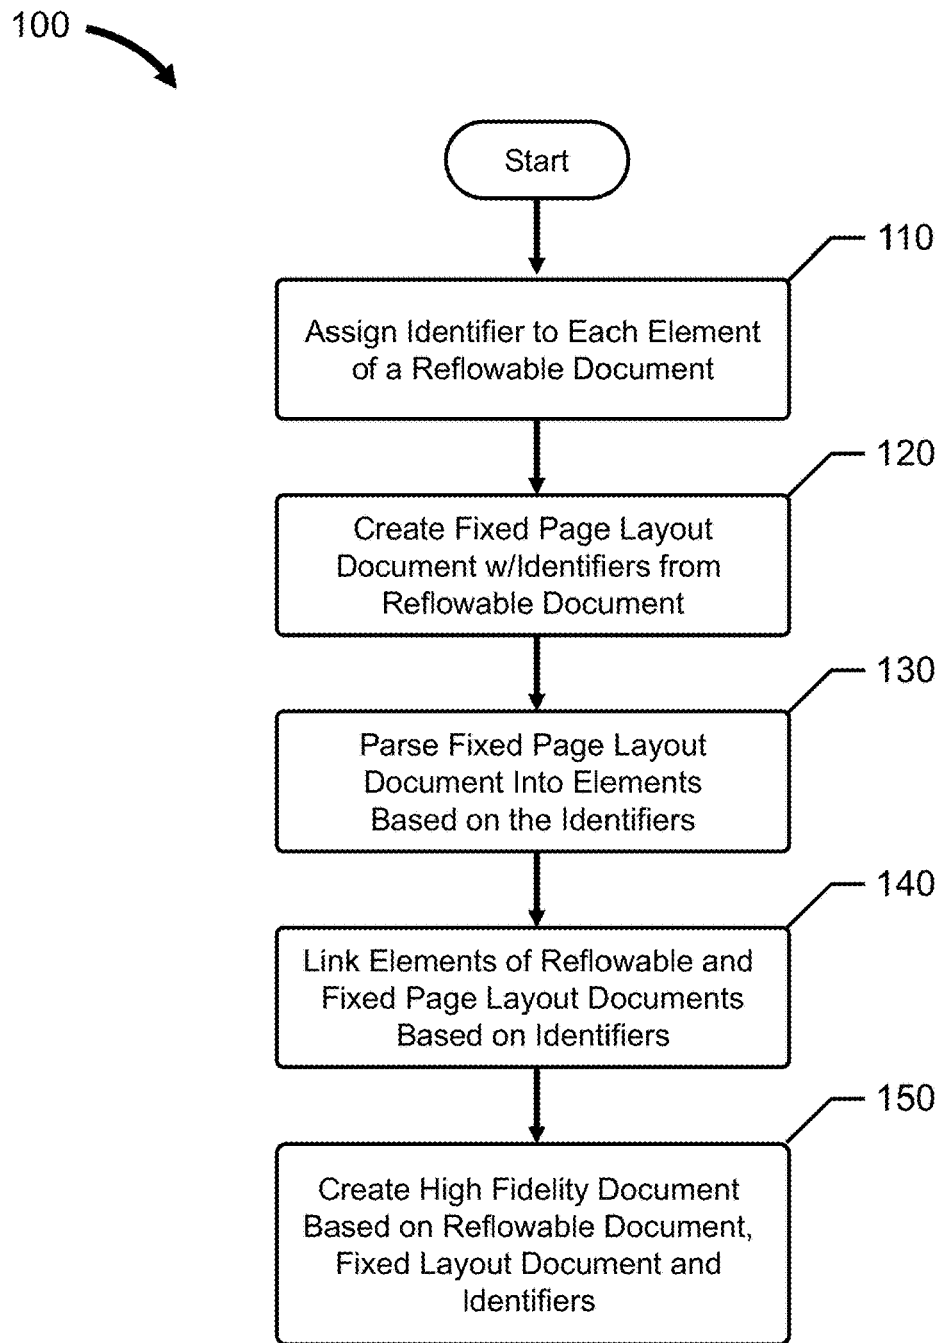 100
Start
110
Assign Identifier to Each Element
of a Reflowable Document
120
Create Fixed Page Layout
Document w/Identifiers from
Reflowable Document
130
Parse Fixed Page Layout
Document Into Elements
Based on the Identifiers
140
Link Elements of Reflowable and
Fixed Page Layout Documents
Based on Identifiers
150
Create High Fidelity Document
Based on Reflowable Document,
Fixed Layout Document and
Identifiers